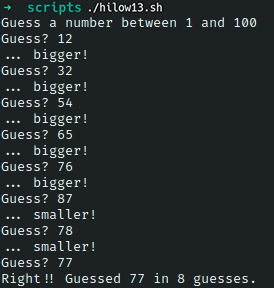 ➜ scripts ./hilow13.sh
Guess a number between 1 and 100
Guess? 12
... bigger!
Guess? 32
... bigger!
Guess? 54
... bigger!
Guess? 65
... bigger!
Guess? 76
... bigger!
Guess? 87
... smaller!
Guess? 78
... smaller!
Guess? 77
Right!! Guessed 77 in 8 guesses.